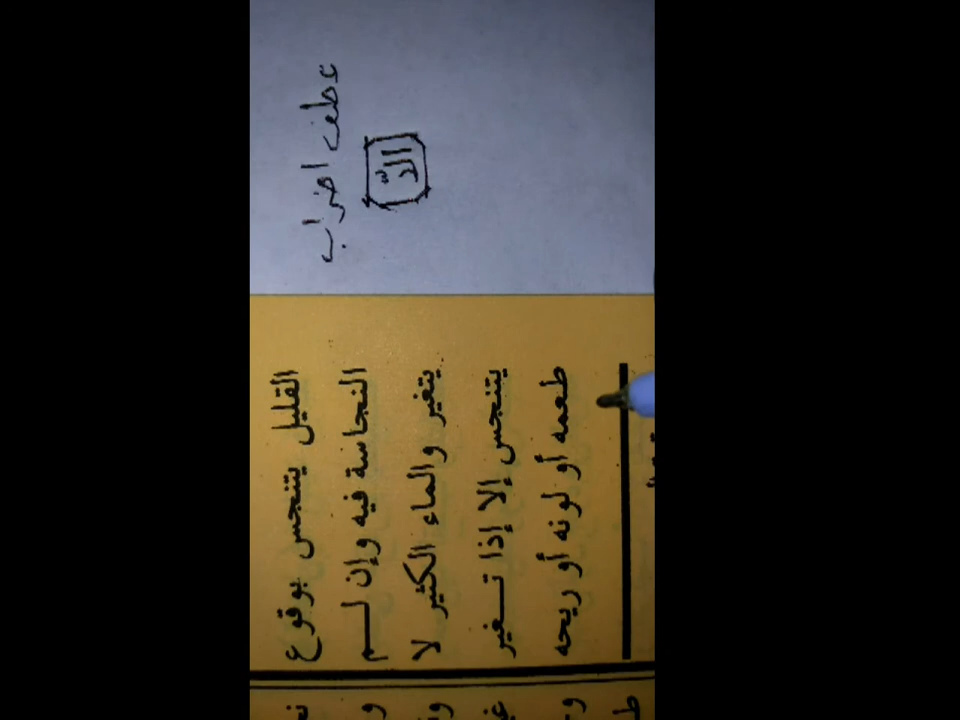 عطف اضراب
القليل يتنجس بوقوع
النجاسة فيه وإن لم
يتغير والماء الكثير لا
يتنجس إلا إذا تغير
طعمه أو لونه أو ريحه